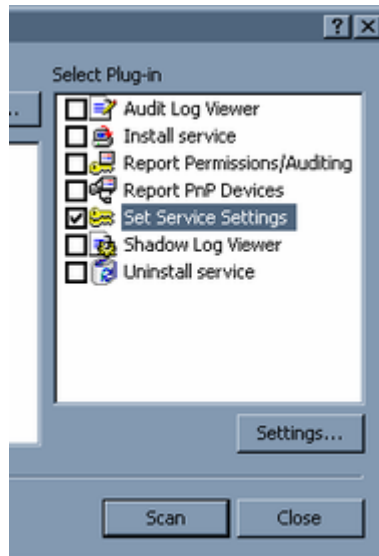 Select Plug-in
Audit Log Viewer
Install service
Report Permissions/Auditing
Report PnP Devices
Set Service Settings
Shadow Log Viewer
Uninstall service
Settings...
Scan
Close